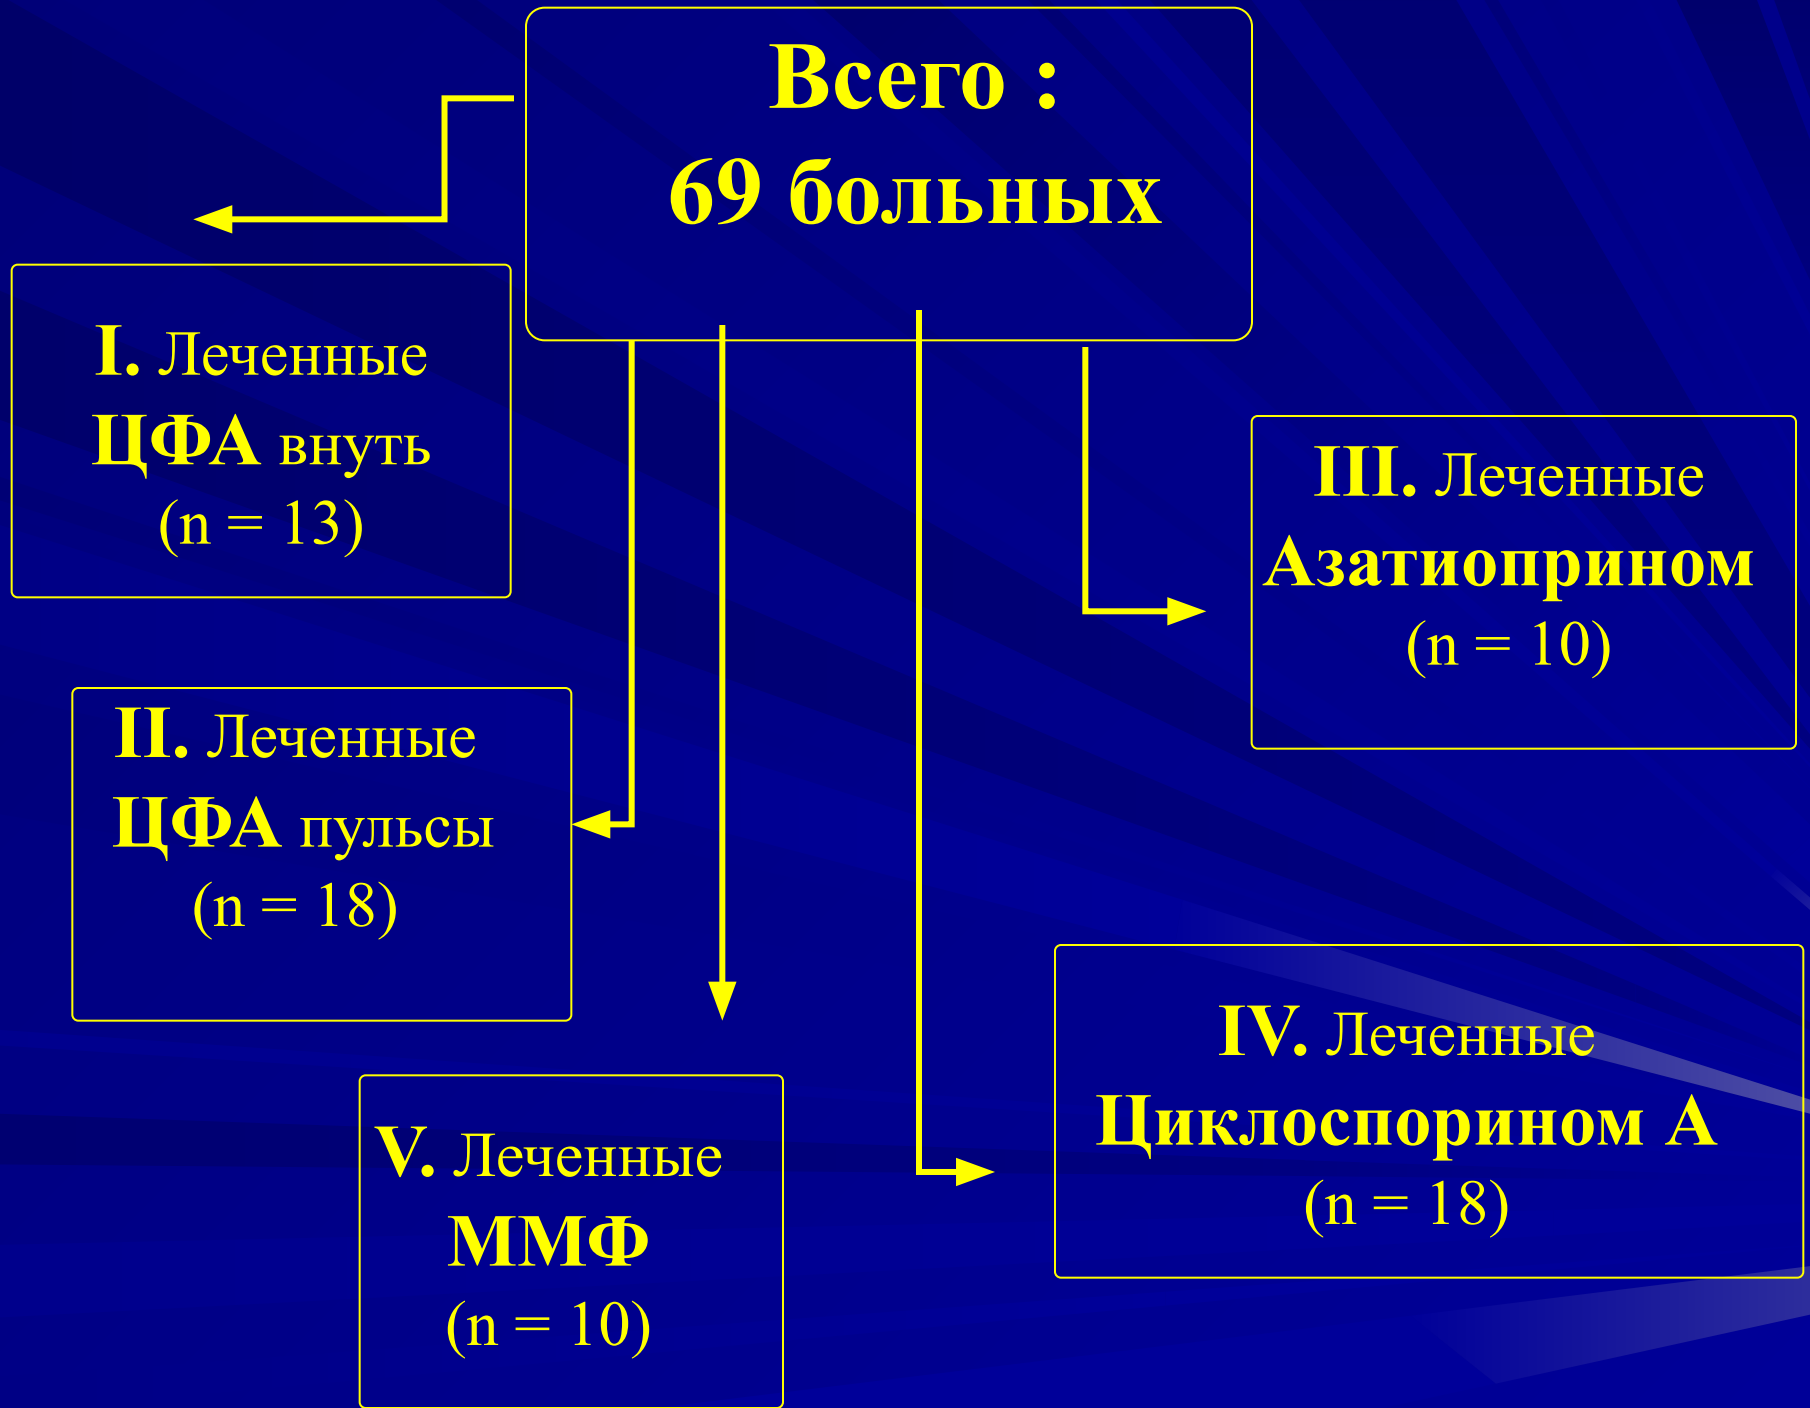 Всего :
69 больных
I. Леченные
ЦФА внуть
(n = 13)
II. Леченные
ЦФА пульсы
(n = 18)
III. Леченные
Азатиоприном
(n = 10)
IV. Леченные
Циклоспорином А
(n = 18)
V. Леченные
ММФ
(n = 10)